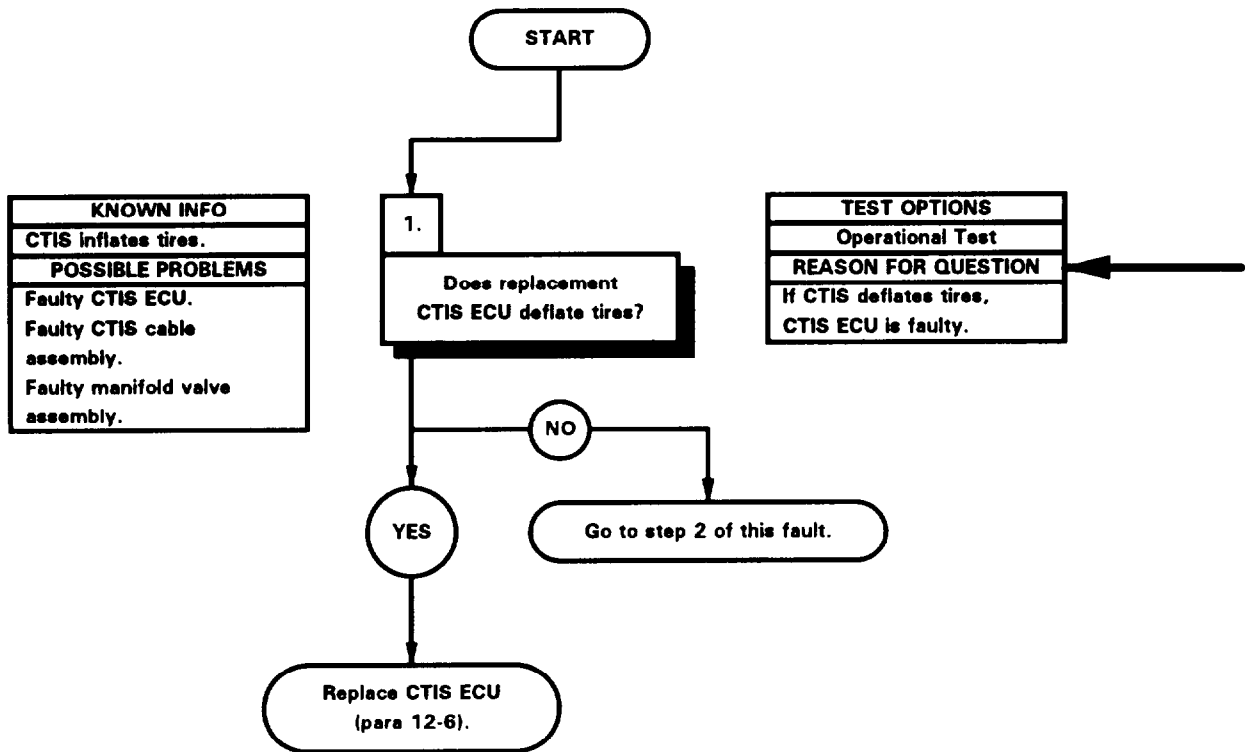 START
KNOWN INFO
CTIS inflates tires.
POSSIBLE PROBLEMS
Faulty CTIS ECU.
Faulty CTIS cable
assembly.
Faulty manifold valve
assembly.
1.
Does replacement
CTIS ECU deflate tires?
TEST OPTIONS
Operational Test
REASON FOR QUESTION
If CTIS deflates tires,
CTIS ECU is faulty.
NO
YES
Go to step 2 of this fault.
Replace CTIS ECU
(para 12-6).